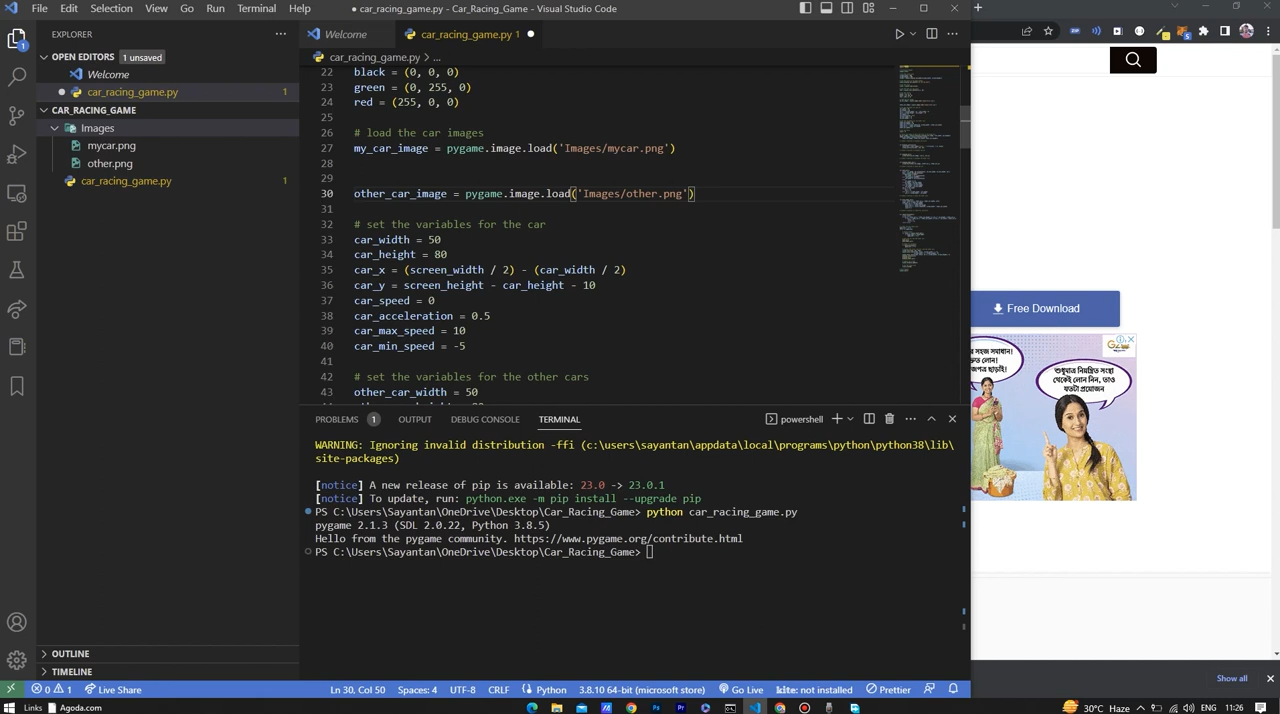 File Edit Selection View Go Run Terminal Help
● car_racing_game.py - Car_Racing_Game - Visual Studio Code
EXPLORER
OPEN EDITORS 1 unsaved
Welcome
car_racing_game.py 1
CAR_RACING_GAME
Images
mycar.png
other.png
car_racing_game.py 1
OUTLINE
TIMELINE
1
Welcome
car_racing_game.py 1 ●
car_racing_game.py > ...
22 black = (0, 0, 0)
23 green = (0, 255, 0)
24 red = (255, 0, 0)
25
26 # load the car images
27 my_car_image = pygame.image.load('Images/mycar.png')
28
29
30 other_car_image = pygame.image.load('Images/other.png')
31
32 # set the variables for the car
33 car_width = 50
34 car_height = 80
35 car_x = (screen_width / 2) - (car_width / 2)
36 car_y = screen_height - car_height - 10
37 car_speed = 0
38 car_acceleration = 0.5
39 car_max_speed = 10
40 car_min_speed = -5
41
42 # set the variables for the other cars
43 other_car_width = 50
PROBLEMS 1 OUTPUT DEBUG CONSOLE TERMINAL
powershell
WARNING: Ignoring invalid distribution -ffi (c:\users\sayantan\appdata\local\programs\python\python38\lib\
site-packages)
[notice] A new release of pip is available: 23.0 -> 23.0.1
[notice] To update, run: python.exe -m pip install --upgrade pip
PS C:\Users\Sayantan\OneDrive\Desktop\Car_Racing_Game> python car_racing_game.py
pygame 2.1.3 (SDL 2.0.22, Python 3.8.5)
Hello from the pygame community. https://www.pygame.org/contribute.html
PS C:\Users\Sayantan\OneDrive\Desktop\Car_Racing_Game>
Free Download
শুধুমাত্র নিয়ন্ত্রিত সংস্থা
থেকেই লোন নিন, তাও
যতটা প্রয়োজন
Show all
0 1 Live Share
Ln 30, Col 50 Spaces: 4 UTF-8 CRLF Python 3.8.10 64-bit (microsoft store) Go Live kite: not installed Prettier
Links Agoda.com
30°C Haze ENG 11:26